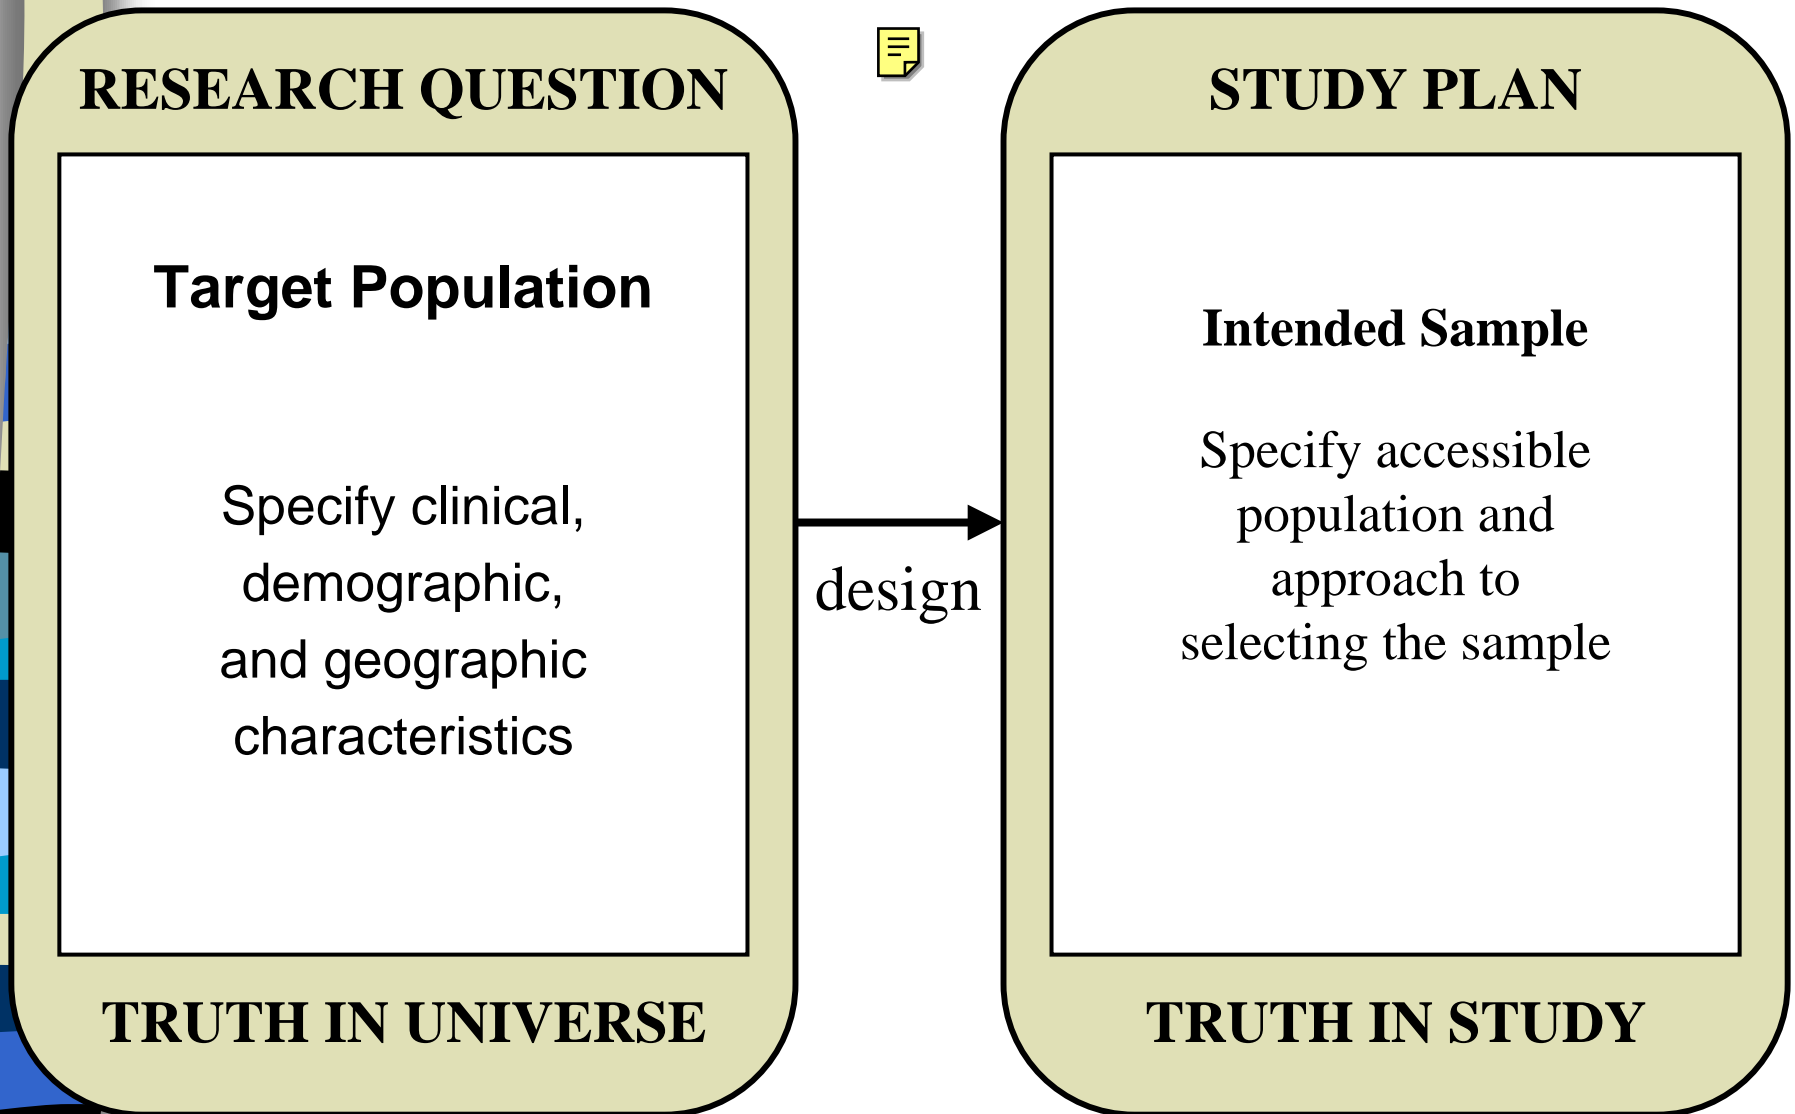 RESEARCH QUESTION
Target Population
Specify clinical,
demographic,
and geographic
characteristics
TRUTH IN UNIVERSE
design
STUDY PLAN
Intended Sample
Specify accessible
population and
approach to
selecting the sample
TRUTH IN STUDY